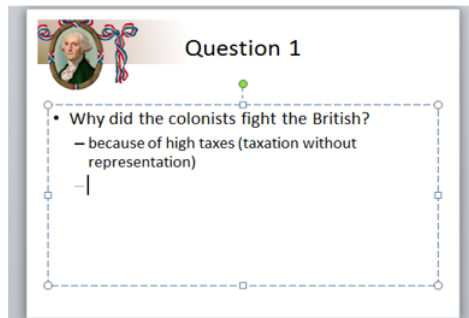 Question 1
• Why did the colonists fight the British?
– because of high taxes (taxation without
representation)
–